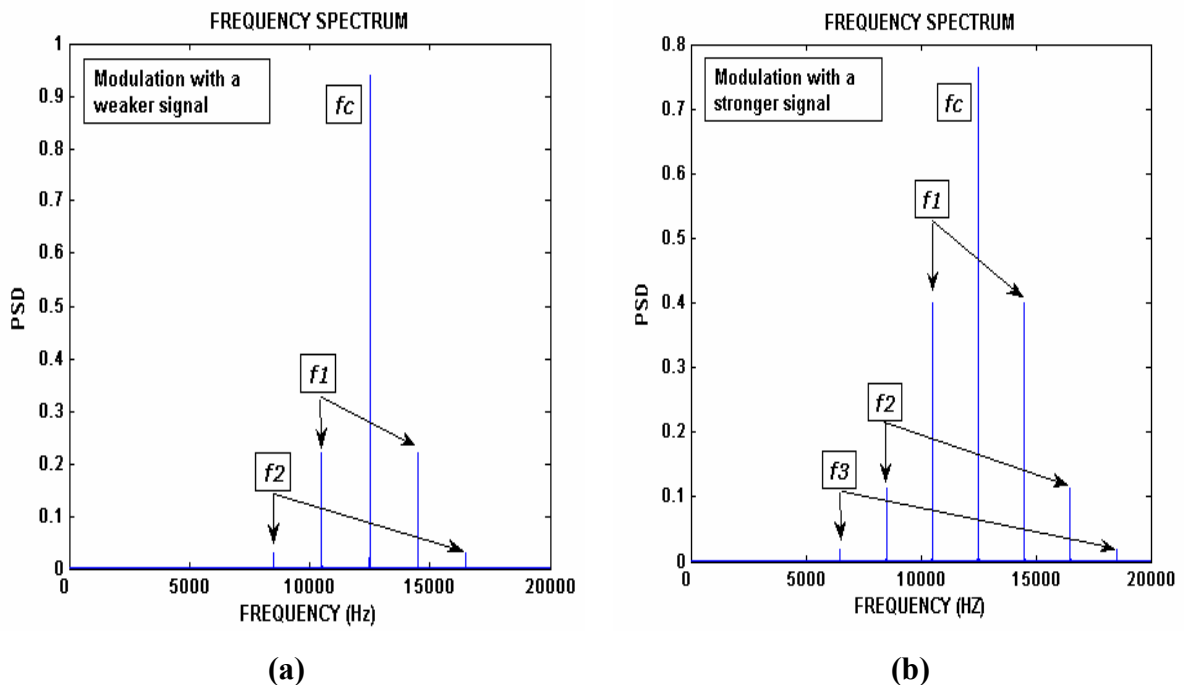 FREQUENCY SPECTRUM
1
0.9
0.8
0.7
0.6
0.5
0.4
0.3
0.2
0.1
0
Modulation with a
weaker signal
fc
f1
f2
PSD
0 5000 10000 15000 20000
FREQUENCY (Hz)
(a)
FREQUENCY SPECTRUM
0.8
0.7
0.6
0.5
0.4
0.3
0.2
0.1
0
Modulation with a
stronger signal
fc
f1
f2
f3
PSD
0 5000 10000 15000 20000
FREQUENCY (HZ)
(b)